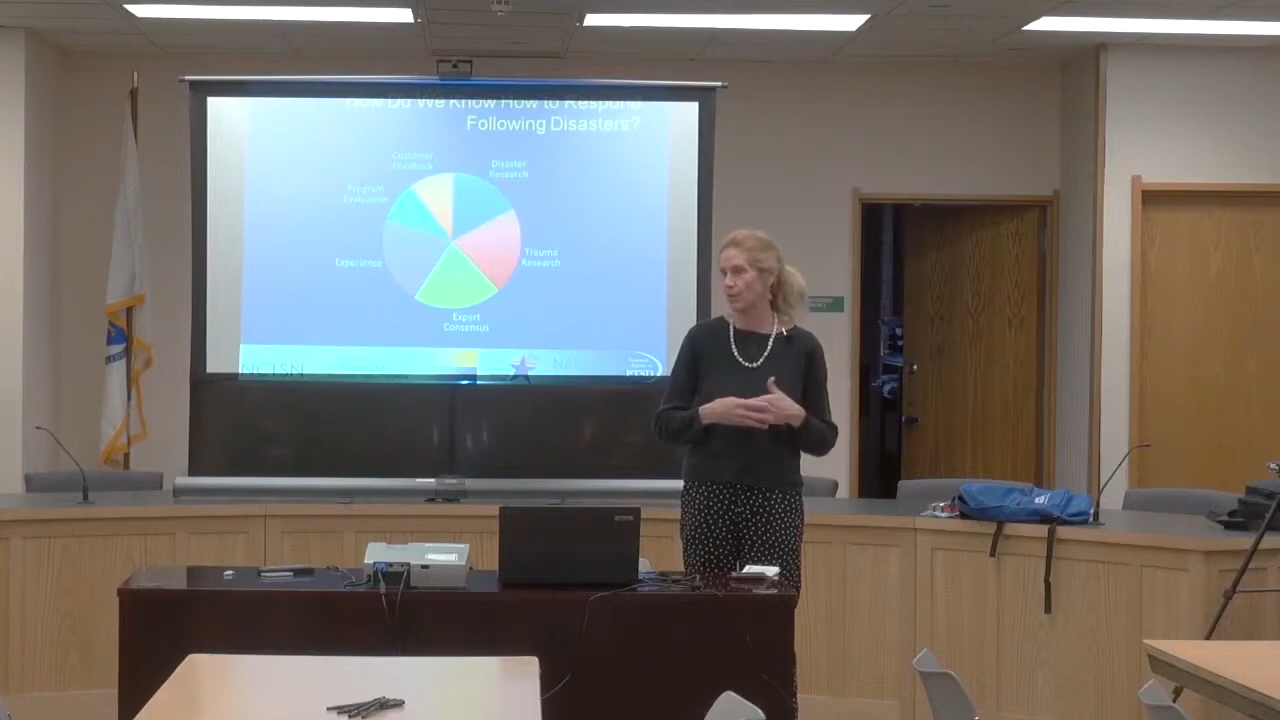 How Do We Know How to Respond
Following Disasters?
Customer
Feedback
Disaster
Research
Program
Evaluation
Trauma
Research
Experience
Expert
Consensus
NCTSN
PTSD